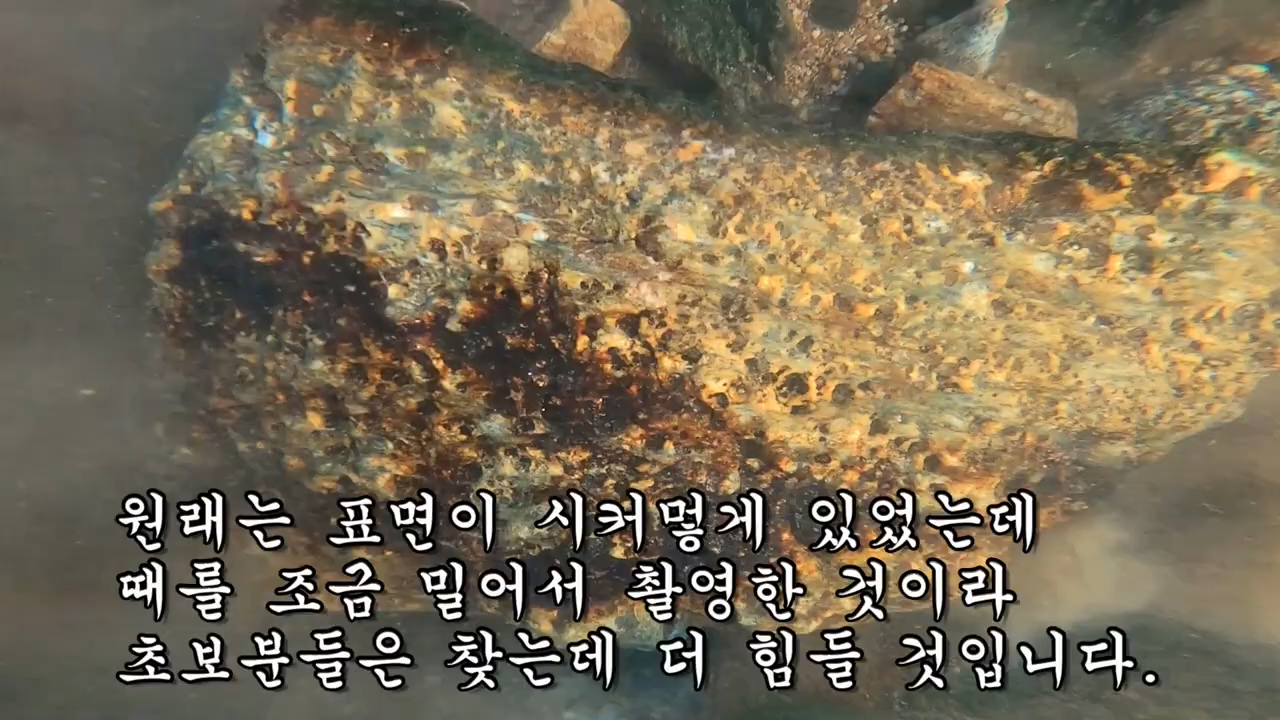 원래는 표면이 시커멓게 있었는데
때를 조금 밀어서 촬영한 것이라
초보분들은 찾는데 더 힘들 것입니다.